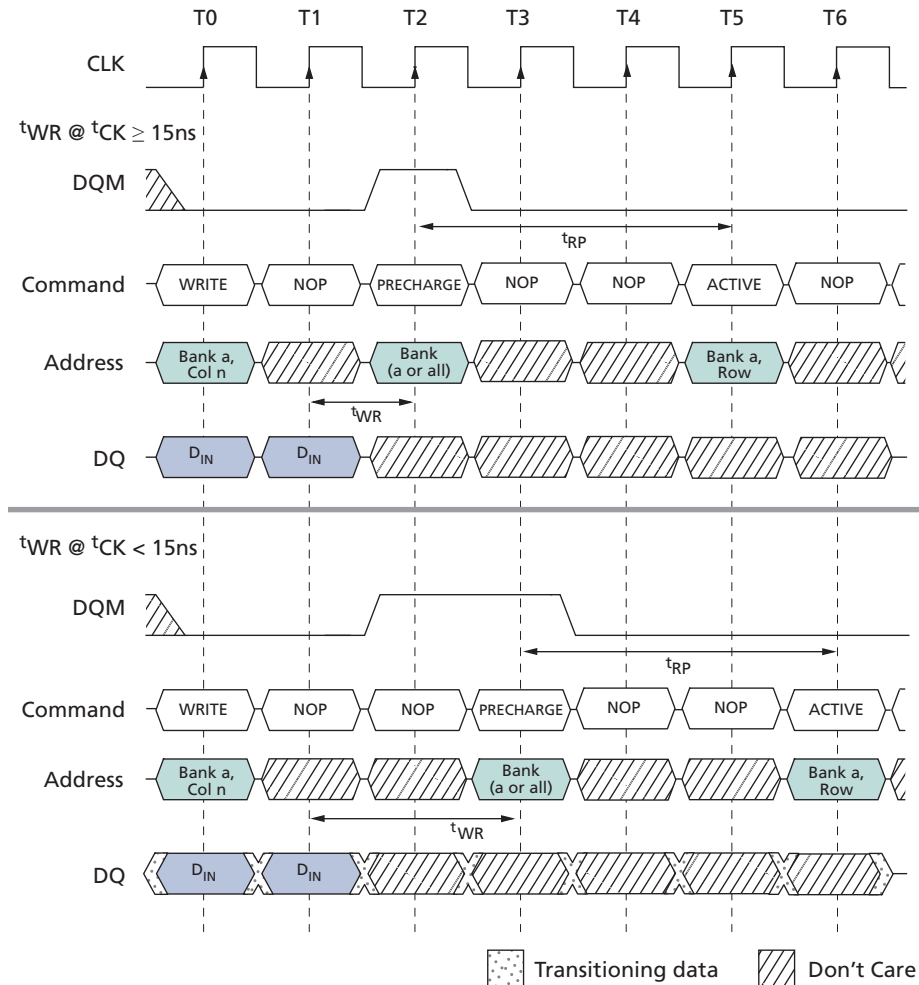 T0 T1 T2 T3 T4 T5 T6
CLK
tWR @ tCK ≥ 15ns
DQM
tRP
Command WRITE NOP PRECHARGE NOP NOP ACTIVE NOP
Address Bank a, Col n Bank (a or all) Bank a, Row
tWR
DQ DIN DIN
tWR @ tCK < 15ns
DQM
tRP
Command WRITE NOP NOP PRECHARGE NOP NOP ACTIVE
Address Bank a, Col n Bank (a or all) Bank a, Row
tWR
DQ DIN DIN
Transitioning data Don't Care